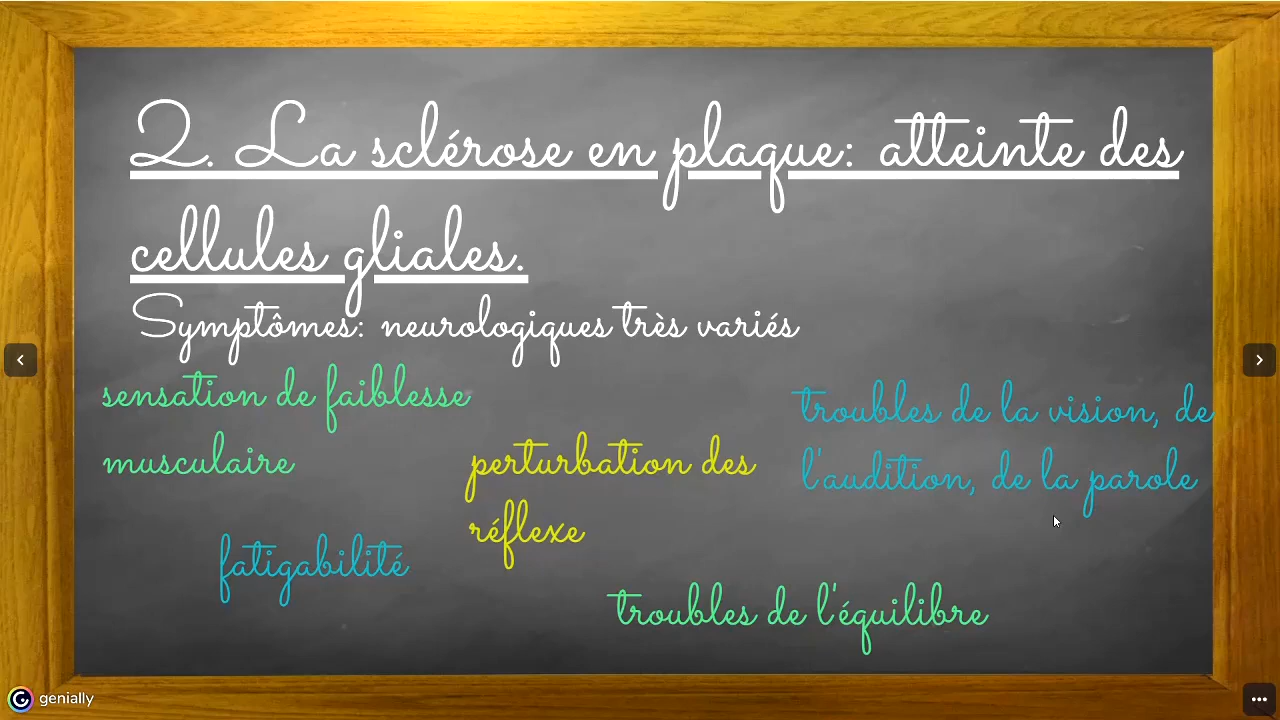 2. La sclérose en plaque: atteinte des
cellules gliales.
Symptômes: neurologiques très variés
sensation de faiblesse
musculaire
troubles de la vision, de
l'audition, de la parole
perturbation des
réflexe
fatigabilité
troubles de l'équilibre
genially